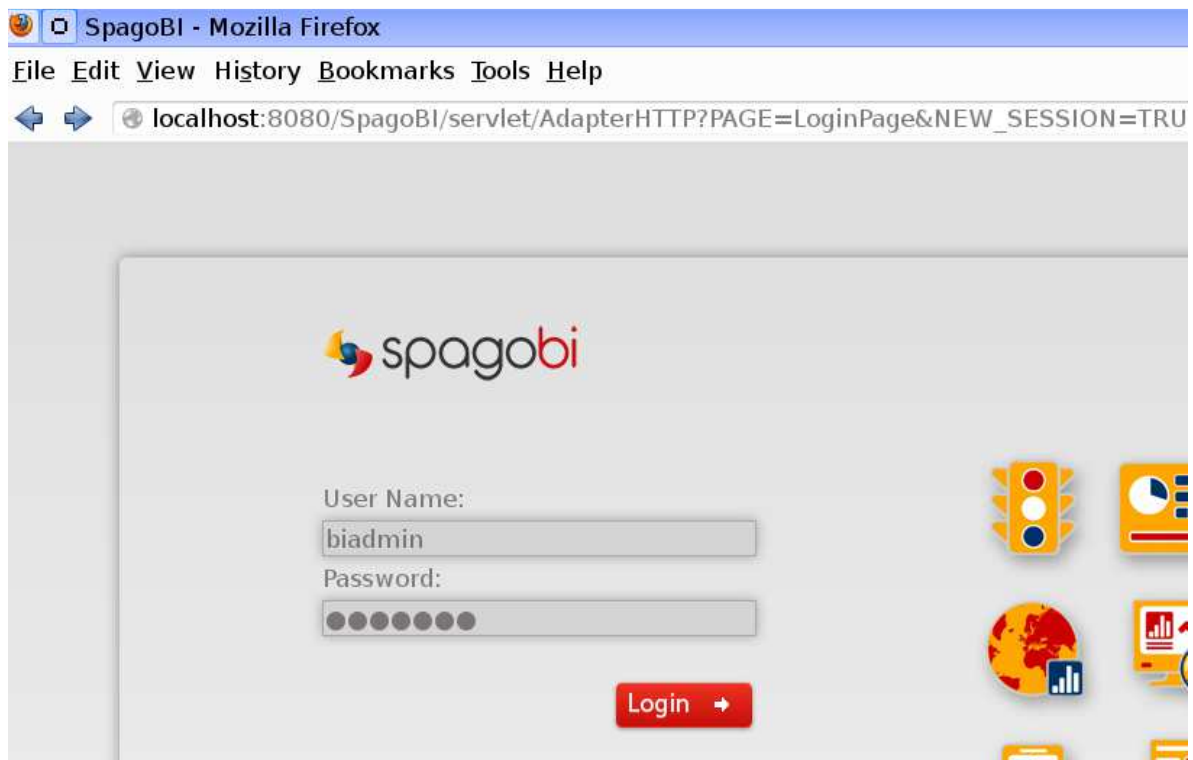 SpagoBI - Mozilla Firefox
File Edit View History Bookmarks Tools Help
localhost:8080/SpagoBI/servlet/AdapterHTTP?PAGE=LoginPage&NEW_SESSION=TRU
spagobi
User Name:
biadmin
Password:
●●●●●●●
Login